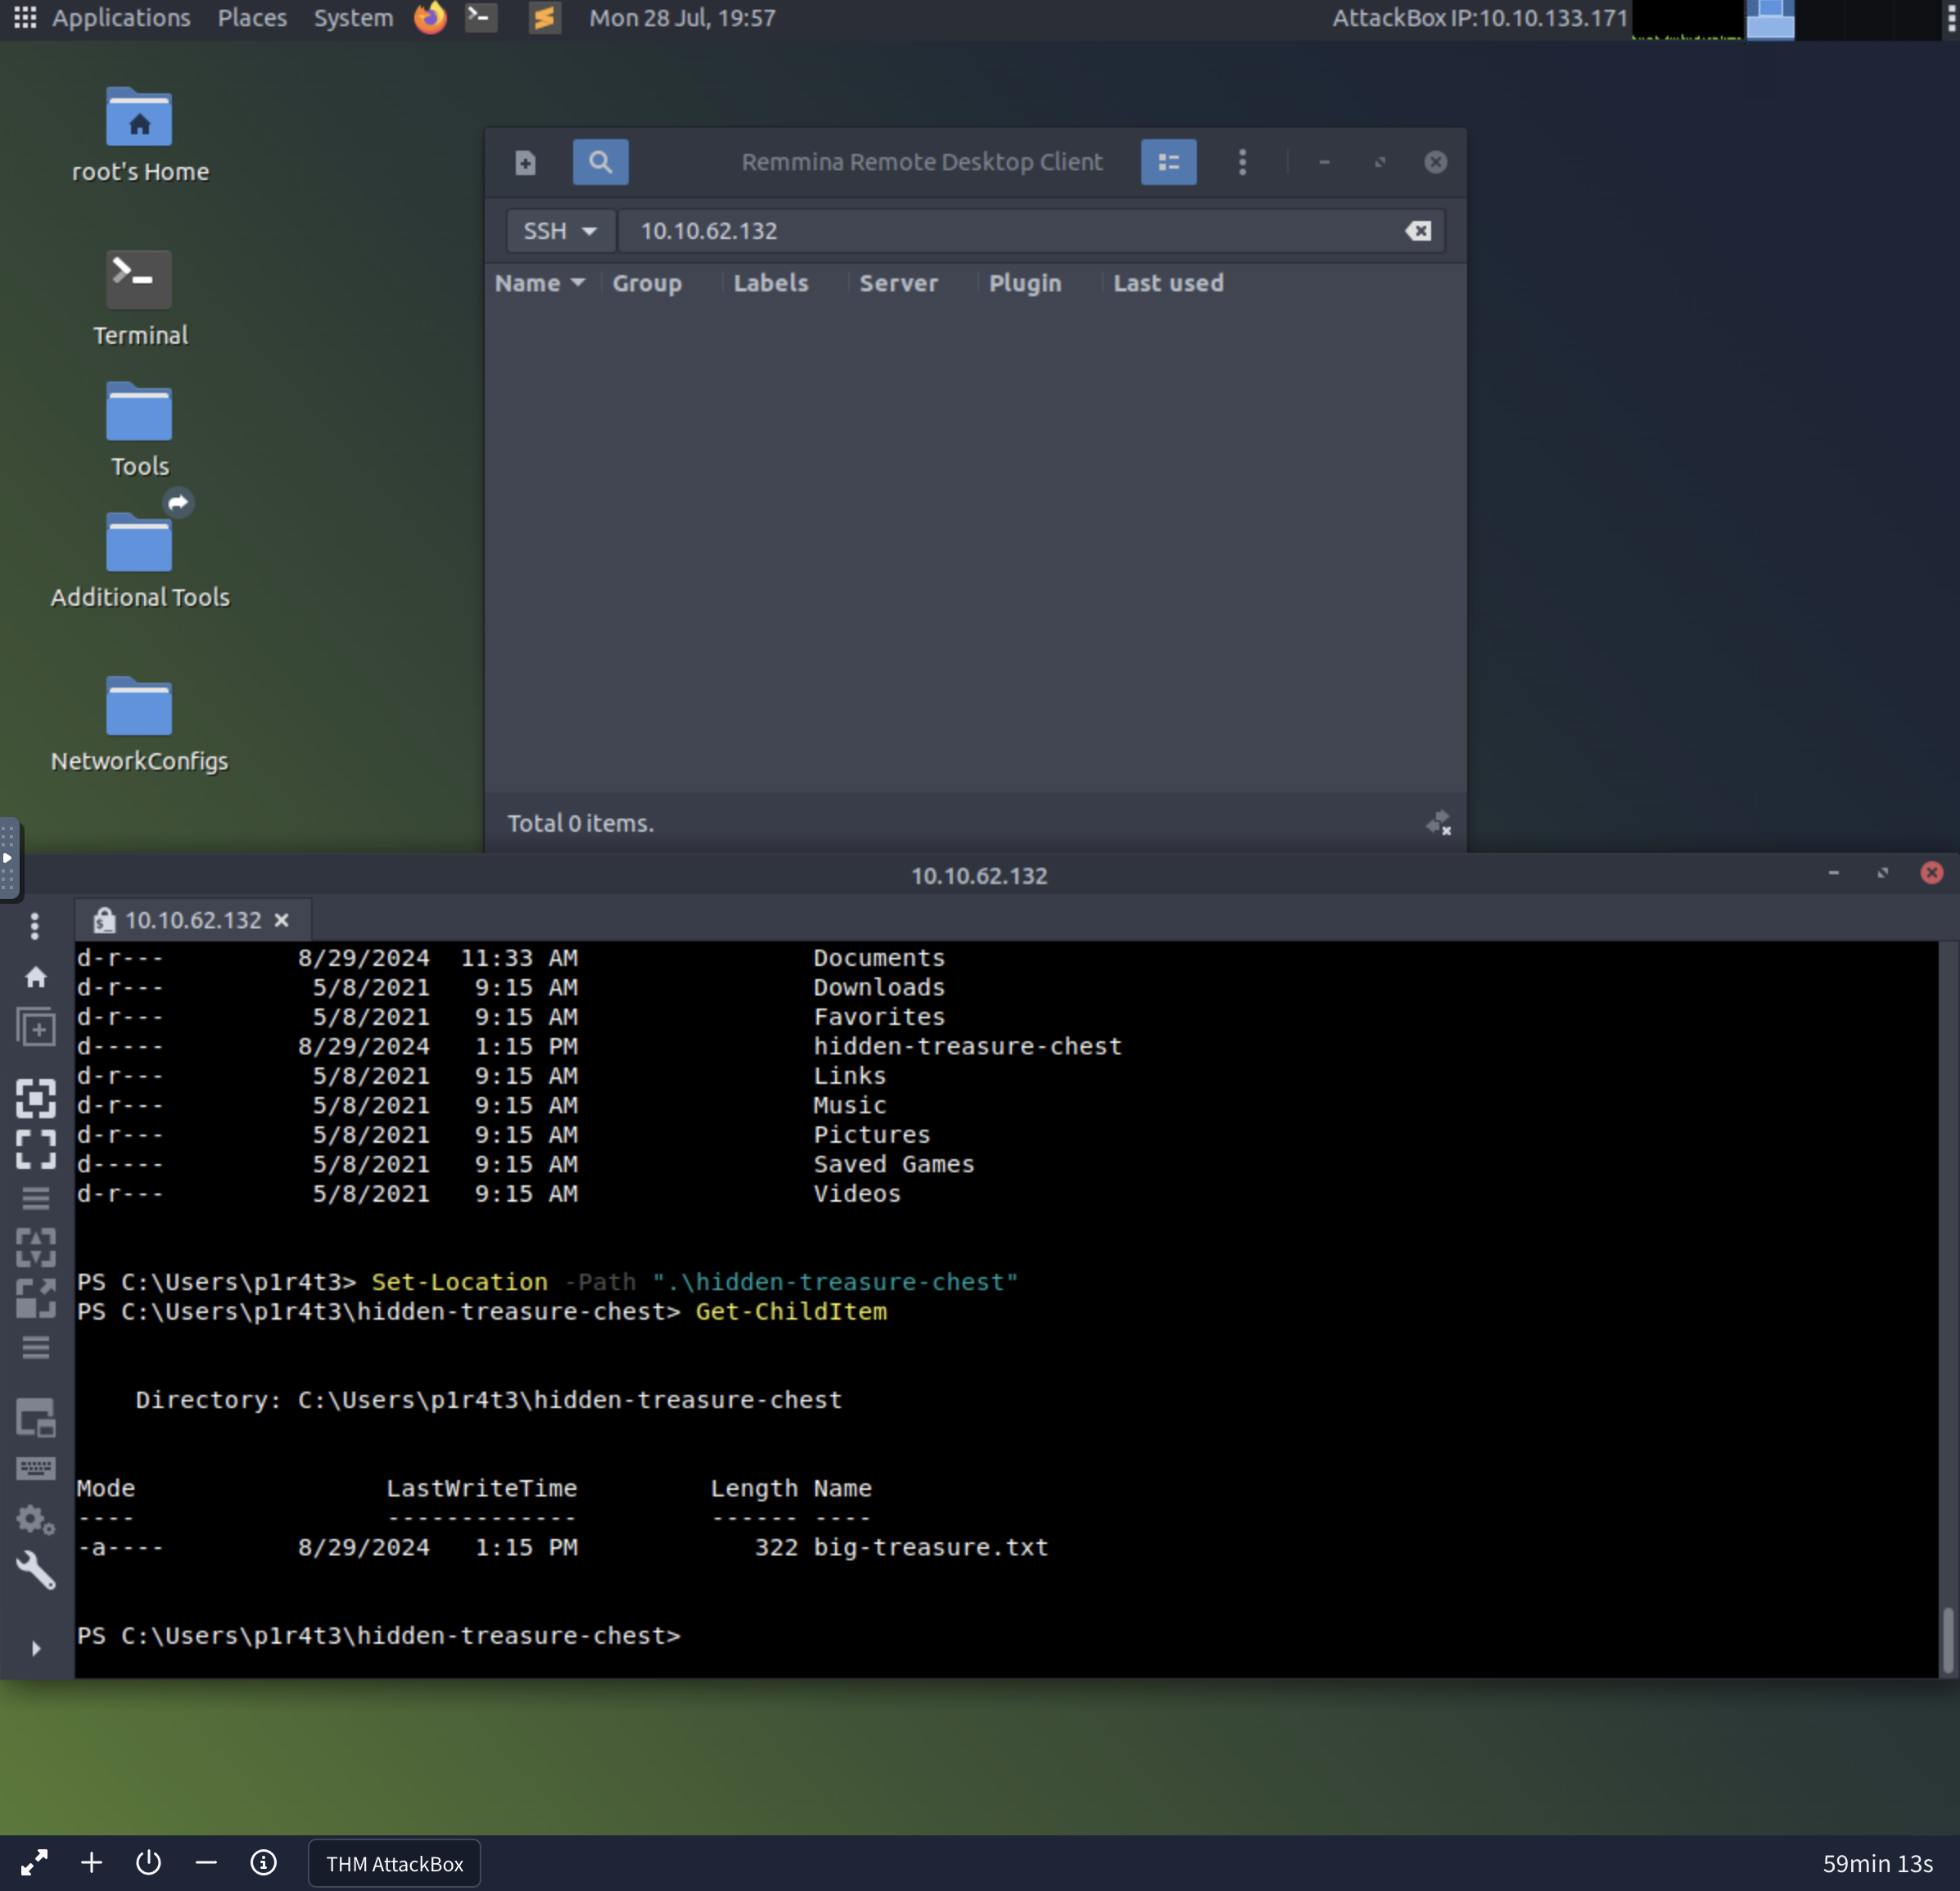 Applications Places System Mon 28 Jul, 19:57 AttackBox IP:10.10.133.171
root's Home
Terminal
Tools
Additional Tools
NetworkConfigs
Remmina Remote Desktop Client
SSH 10.10.62.132
Name Group Labels Server Plugin Last used
Total 0 items.
10.10.62.132
10.10.62.132
d-r--- 8/29/2024 11:33 AM Documents
d-r--- 5/8/2021 9:15 AM Downloads
d-r--- 5/8/2021 9:15 AM Favorites
d----- 8/29/2024 1:15 PM hidden-treasure-chest
d-r--- 5/8/2021 9:15 AM Links
d-r--- 5/8/2021 9:15 AM Music
d-r--- 5/8/2021 9:15 AM Pictures
d----- 5/8/2021 9:15 AM Saved Games
d-r--- 5/8/2021 9:15 AM Videos
PS C:\Users\p1r4t3> Set-Location -Path ".\hidden-treasure-chest"
PS C:\Users\p1r4t3\hidden-treasure-chest> Get-ChildItem
Directory: C:\Users\p1r4t3\hidden-treasure-chest
Mode LastWriteTime Length Name
---- ------------- ------ ----
-a---- 8/29/2024 1:15 PM 322 big-treasure.txt
PS C:\Users\p1r4t3\hidden-treasure-chest>
THM AttackBox 59min 13s